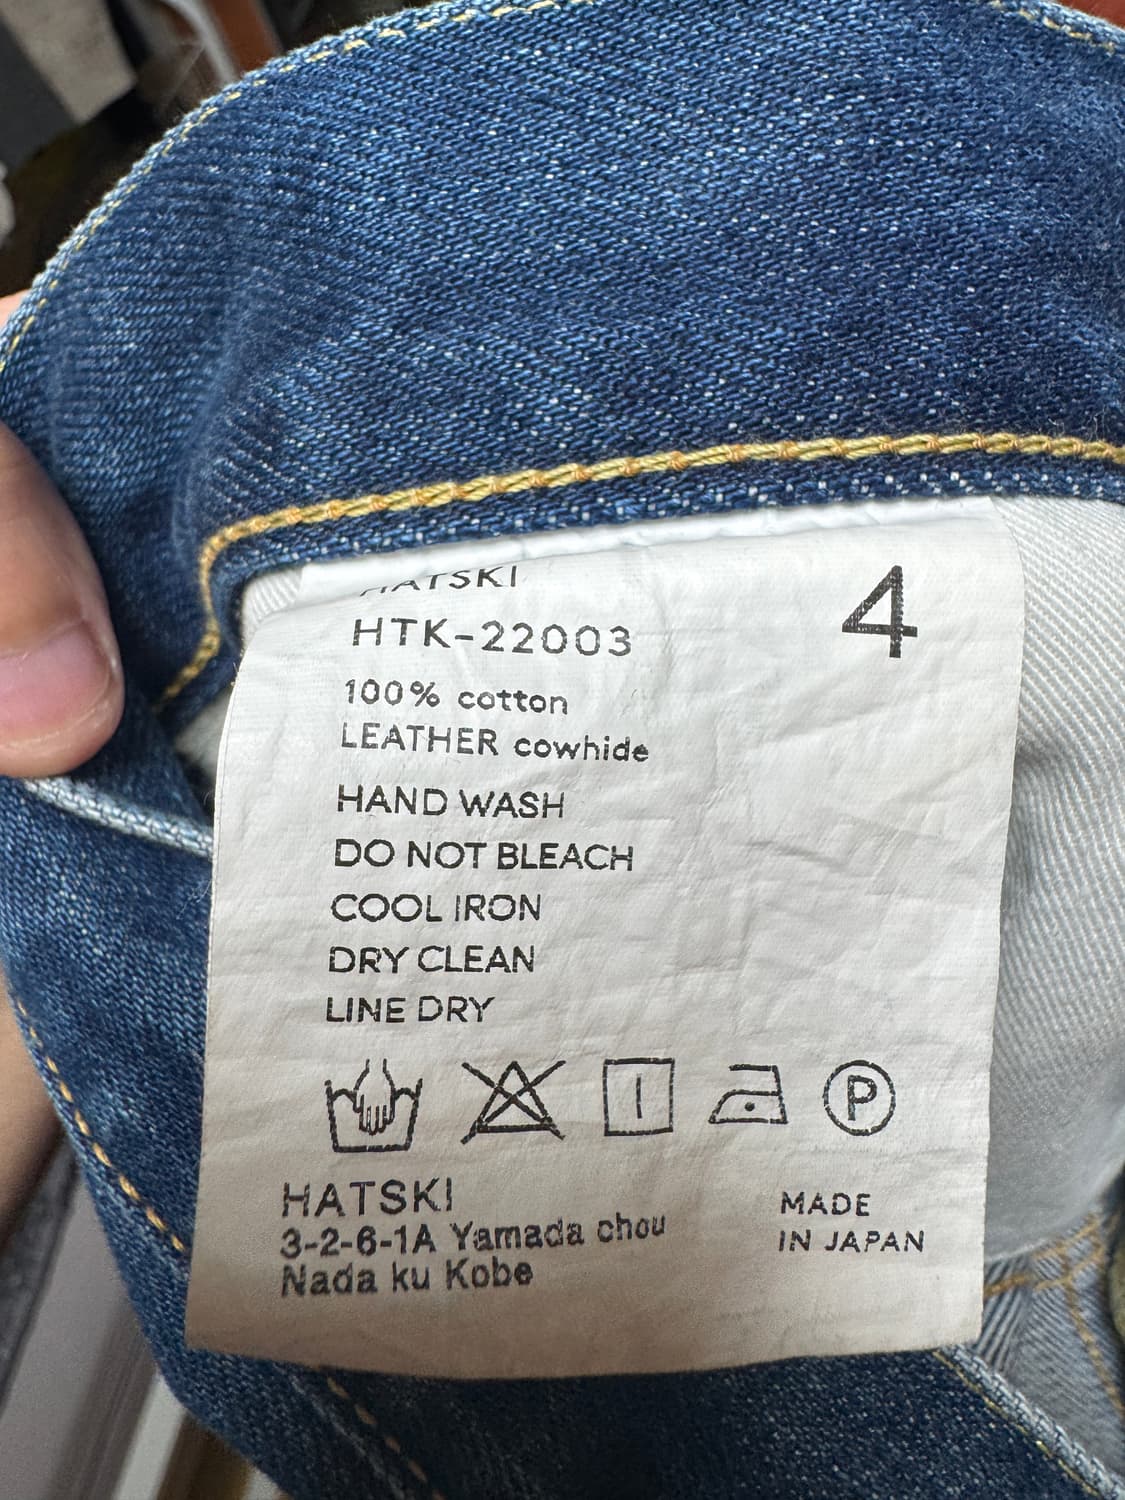 HATSKI
4
HTK-22003
100% cotton
LEATHER cowhide
HAND WASH
DO NOT BLEACH
COOL IRON
DRY CLEAN
LINE DRY
P
HATSKI
3-2-6-1A Yamada chou
Nada ku Kobe
MADE
IN JAPAN